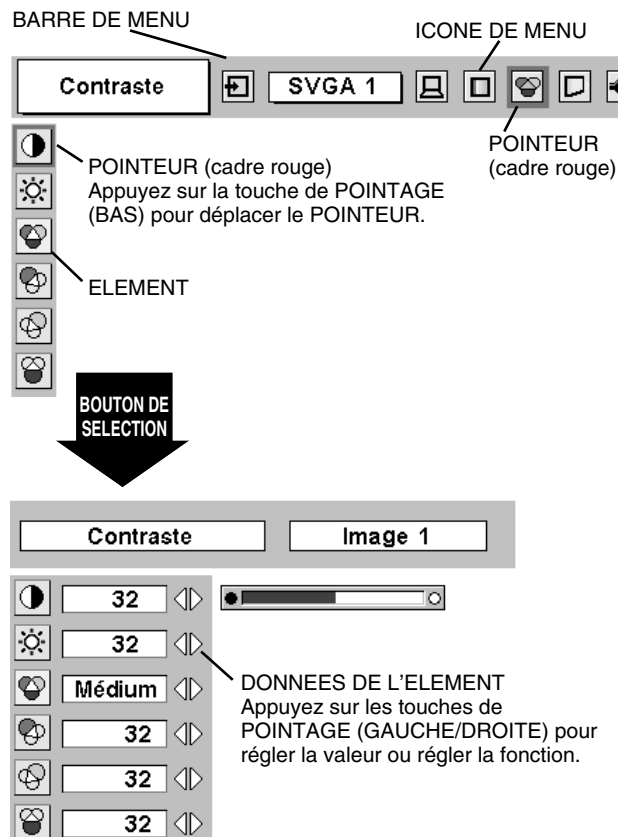 BARRE DE MENU
ICONE DE MENU
Contraste
SVGA 1
POINTEUR
(cadre rouge)
POINTEUR (cadre rouge)
Appuyez sur la touche de POINTAGE
(BAS) pour déplacer le POINTEUR.
ELEMENT
BOUTON DE
SELECTION
Contraste
Image 1
32
32
Médium
32
32
32
DONNEES DE L'ELEMENT
Appuyez sur les touches de
POINTAGE (GAUCHE/DROITE) pour
régler la valeur ou régler la fonction.